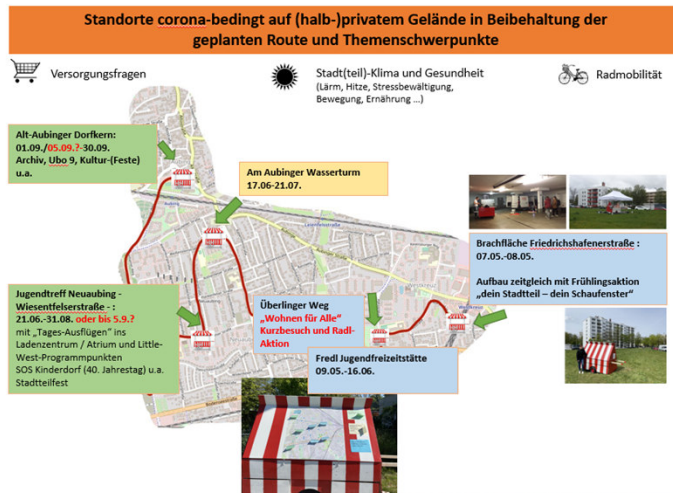 Standorte corona-bedingt auf (halb-)privatem Gelände in Beibehaltung der
geplanten Route und Themenschwerpunkte
Versorgungsfragen
Stadt(teil)-Klima und Gesundheit
(Lärm, Hitze, Stressbewältigung,
Bewegung, Ernährung ...)
Radmobilität
Alt-Aubinger Dorfkern:
01.09./05.09.?-30.09.
Archiv, Ubo 9, Kultur-(Feste)
u.a.
Am Aubinger Wasserturm
17.06-21.07.
Brachfläche Friedrichshafenerstraße :
07.05.-08.05.
Aufbau zeitgleich mit Frühlingsaktion
„dein Stadtteil – dein Schaufenster“
Jugendtreff Neuaubing -
Wiesentfelserstraße - :
21.06.-31.08. oder bis 5.9.?
mit „Tages-Ausflügen” ins
Ladenzentrum / Atrium und Little-
West-Programmpunkten
SOS Kinderdorf (40. Jahrestag) u.a.
Stadtteilfest
Überlinger Weg
„Wohnen für Alle“
Kurzbesuch und Radl-
Aktion
Fredl Jugendfreizeitstätte
09.05.-16.06.